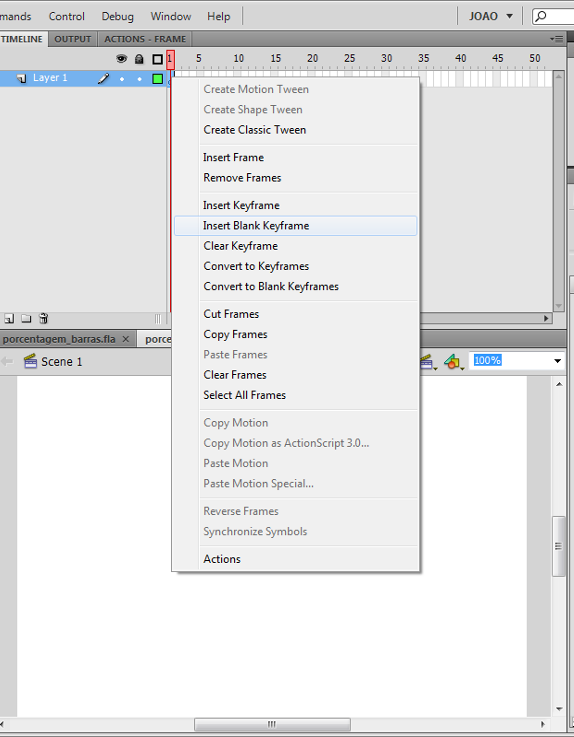 mands Control Debug Window Help JOAO
TIMELINE OUTPUT ACTIONS - FRAME
1 5 10 15 20 25 30 35 40 45 50
Layer 1
Create Motion Tween
Create Shape Tween
Create Classic Tween
Insert Frame
Remove Frames
Insert Keyframe
Insert Blank Keyframe
Clear Keyframe
Convert to Keyframes
Convert to Blank Keyframes
Cut Frames
Copy Frames
Paste Frames
Clear Frames
Select All Frames
Copy Motion
Copy Motion as ActionScript 3.0...
Paste Motion
Paste Motion Special...
Reverse Frames
Synchronize Symbols
Actions
porcentagem_barras.fla × porce
Scene 1 100%